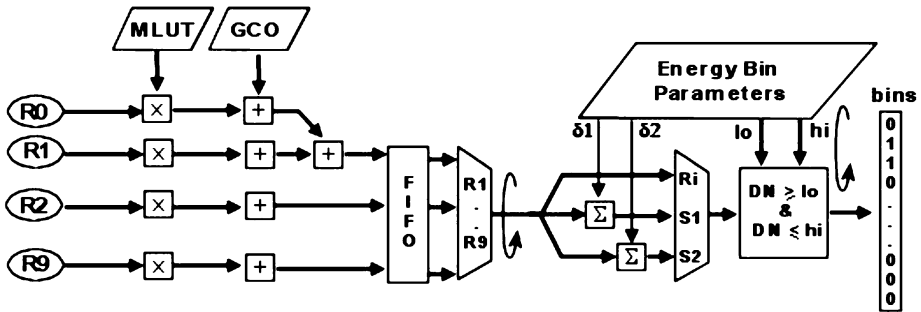 MLUT
GCO
Energy Bin
Parameters
bins
R0
×
+
δ1
δ2
lo
hi
R1
×
+
+
R2
×
+
R9
×
+
F
I
F
O
R1
.
.
R9
Σ
Σ
Ri
S1
S2
DN ≥ lo
&
DN ≤ hi
0
1
1
0
.
.
.
0
0
0